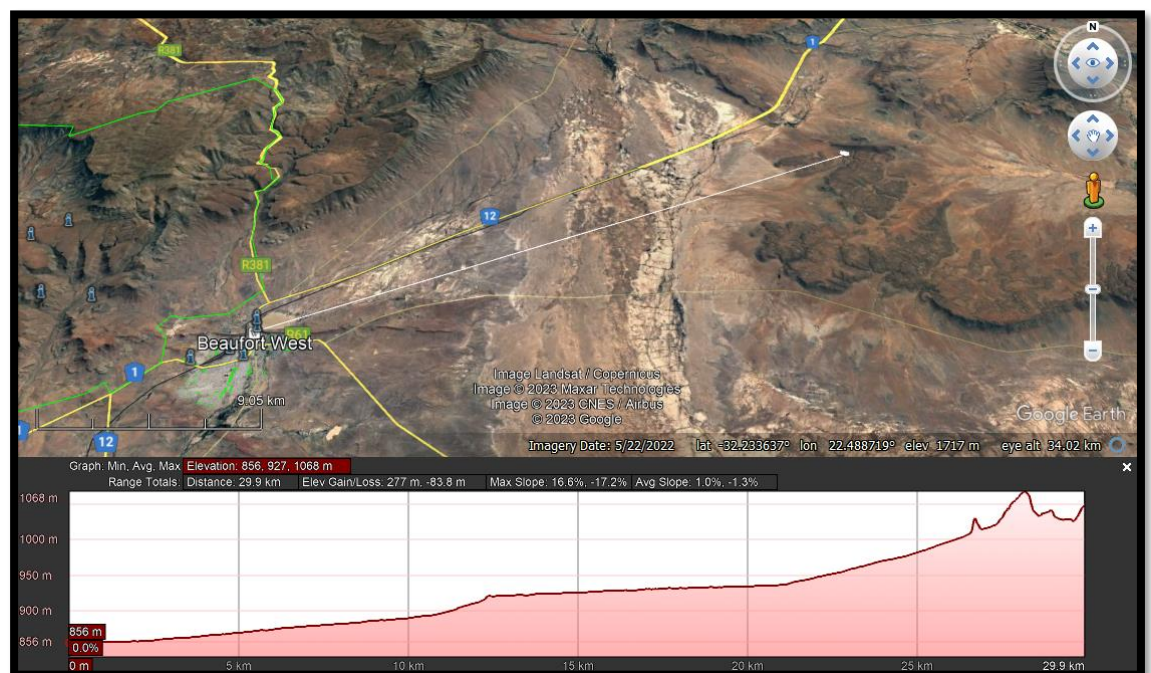 R381
1
N
12
R381
R61
Beaufort West
1
9.05 km
12
Image Landsat / Copernicus
Image © 2023 Maxar Technologies
Image © 2023 CNES / Airbus
© 2023 Google
Google Earth
Imagery Date: 5/22/2022 lat -32.233637° lon 22.488719° elev 1717 m eye alt 34.02 km
Graph: Min, Avg, Max Elevation: 856, 927, 1068 m
Range Totals: Distance: 29.9 km Elev Gain/Loss: 277 m, -83.8 m Max Slope: 16.6%, -17.2% Avg Slope: 1.0%, -1.3%
1068 m
1000 m
950 m
900 m
856 m
856 m
0.0%
0 m 5 km 10 km 15 km 20 km 25 km 29.9 km